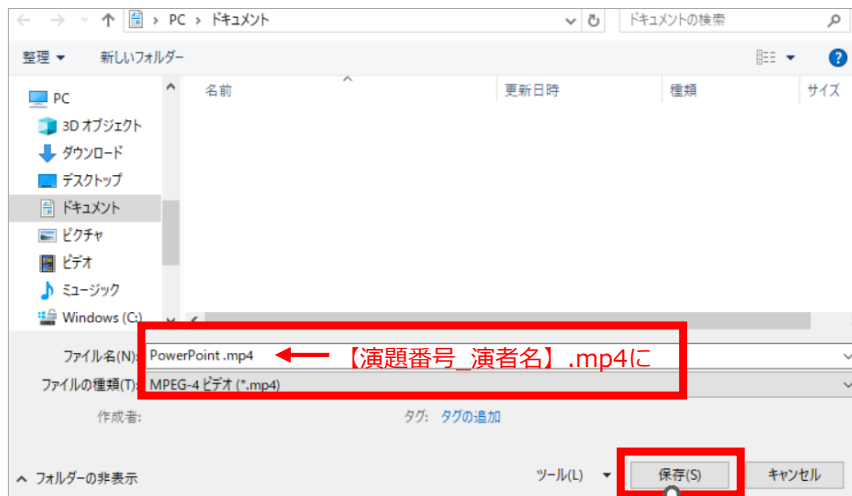 PC › ドキュメント
ドキュメントの検索
整理
新しいフォルダー
名前 更新日時 種類 サイズ
PC
3D オブジェクト
ダウンロード
デスクトップ
ドキュメント
ピクチャ
ビデオ
ミュージック
Windows (C:)
ファイル名(N): PowerPoint .mp4 【演題番号_演者名】.mp4に
ファイルの種類(T): MPEG-4 ビデオ (*.mp4)
作成者: タグ: タグの追加
フォルダーの非表示 ツール(L) 保存(S) キャンセル